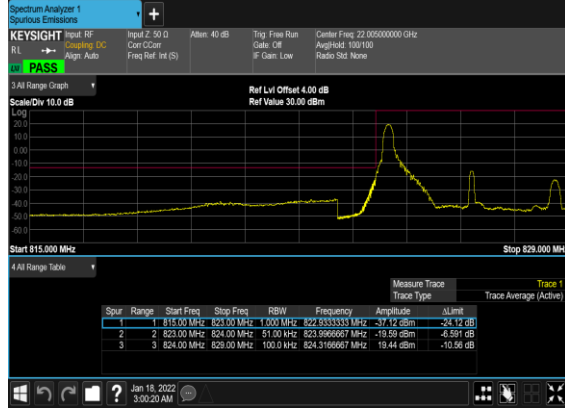 Spectrum Analyzer 1
Spurious Emissions
+
KEYSIGHT Input: RF
RL Coupling: DC
Align: Auto
Input Z: 50 Ω
Corr CCorr
Freq Ref: Int (S)
Atten: 40 dB
Trig: Free Run
Gate: Off
IF Gain: Low
Center Freq: 22.005000000 GHz
Avg|Hold: 100/100
Radio Std: None
PASS
3 All Range Graph
Scale/Div 10.0 dB
Ref Lvl Offset 4.00 dB
Ref Value 30.00 dBm
Log
20.0
10.0
0.00
-10.0
-20.0
-30.0
-40.0
-50.0
-60.0
Start 815.000 MHz
Stop 829.000 MH
4 All Range Table
Measure Trace Trace 1
Trace Type Trace Average (Active)
Spur Range Start Freq Stop Freq RBW Frequency Amplitude ΔLimit
1 1 815.00 MHz 823.00 MHz 1.000 MHz 822.9333333 MHz -37.12 dBm -24.12 dB
2 2 823.00 MHz 824.00 MHz 51.00 kHz 823.9966667 MHz -19.59 dBm -6.591 dB
3 3 824.00 MHz 829.00 MHz 100.0 kHz 824.3166667 MHz 19.44 dBm -10.56 dB
?
Jan 18, 2022
3:00:20 AM